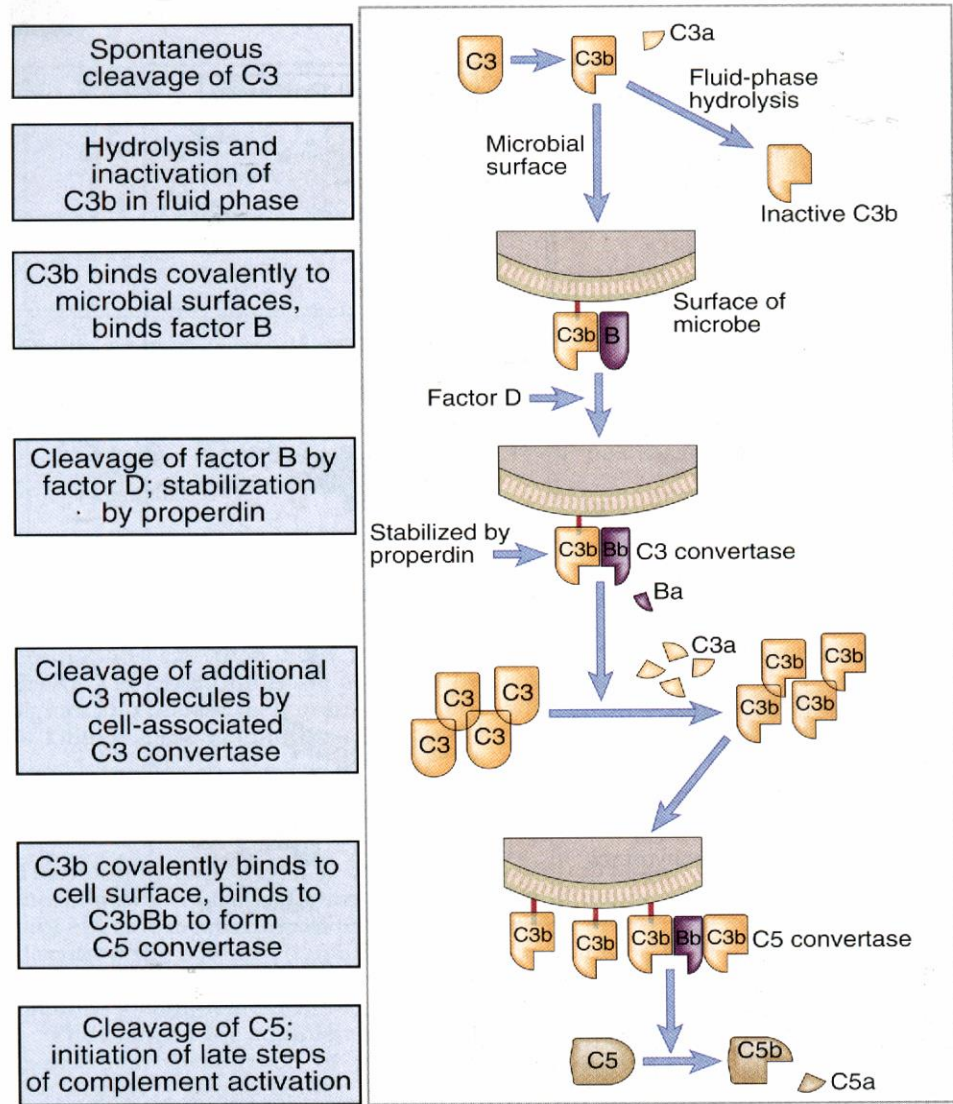 Spontaneous
cleavage of C3
C3
C3b
C3a
Fluid-phase
hydrolysis
Microbial
surface
Inactive C3b
Hydrolysis and
inactivation of
C3b in fluid phase
C3b binds covalently to
microbial surfaces,
binds factor B
Surface of
microbe
C3b
B
Factor D
Cleavage of factor B by
factor D; stabilization
by properdin
Stabilized by
properdin
C3b
Bb
C3 convertase
Ba
Cleavage of additional
C3 molecules by
cell-associated
C3 convertase
C3
C3
C3
C3
C3a
C3b
C3b
C3b
C3b
C3b covalently binds to
cell surface, binds to
C3bBb to form
C5 convertase
C3b
C3b
C3b
Bb
C3b
C5 convertase
Cleavage of C5;
initiation of late steps
of complement activation
C5
C5b
C5a